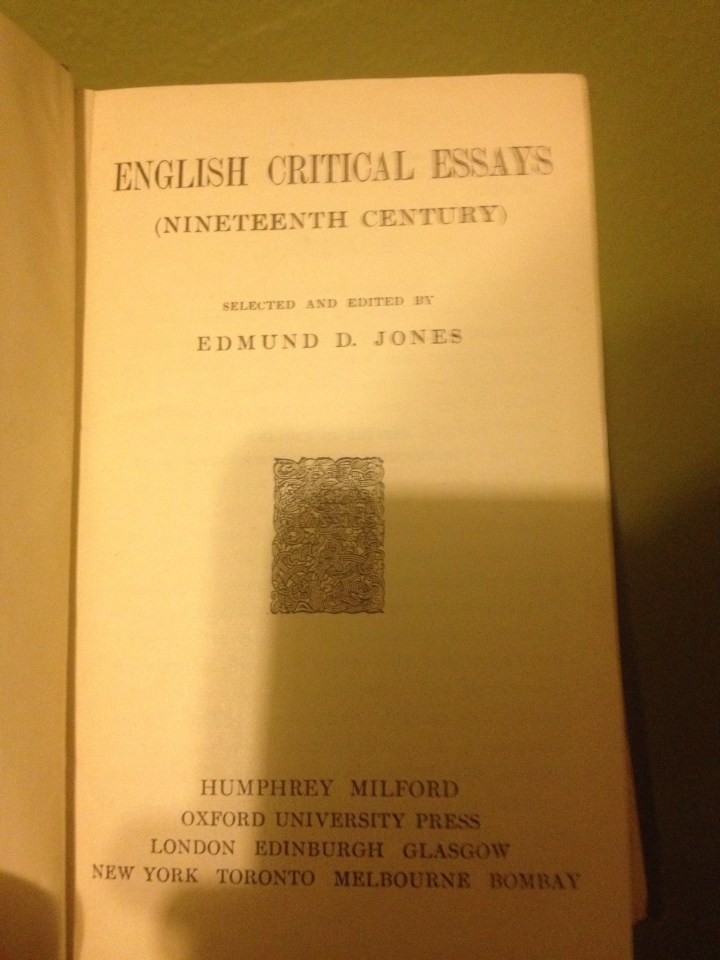 ENGLISH CRITICAL ESSAYS
(NINETEENTH CENTURY)
SELECTED AND EDITED BY
EDMUND D. JONES
HUMPHREY MILFORD
OXFORD UNIVERSITY PRESS
LONDON EDINBURGH GLASGOW
NEW YORK TORONTO MELBOURNE BOMBAY